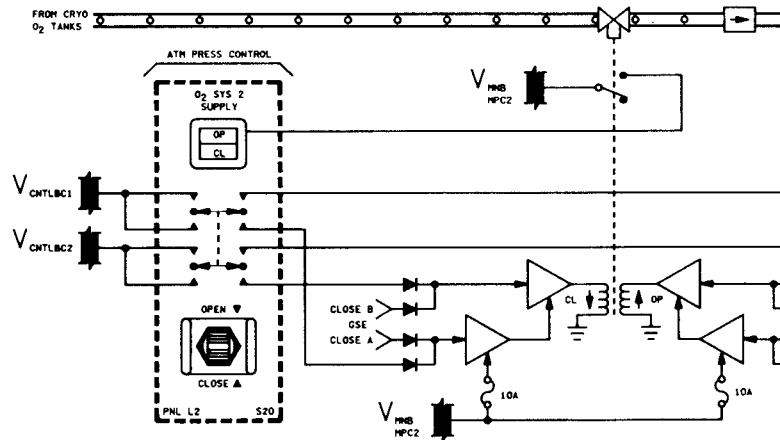 FROM CRYO
O2 TANKS
ATM PRESS CONTROL
O2 SYS 2
SUPPLY
OP
CL
V MNB
MPC2
V CNTLBC1
V CNTLBC2
OPEN ▼
CLOSE ▲
PNL L2 S20
CLOSE B
GSE
CLOSE A
CL
OP
10A
10A
V MNB
MPC2